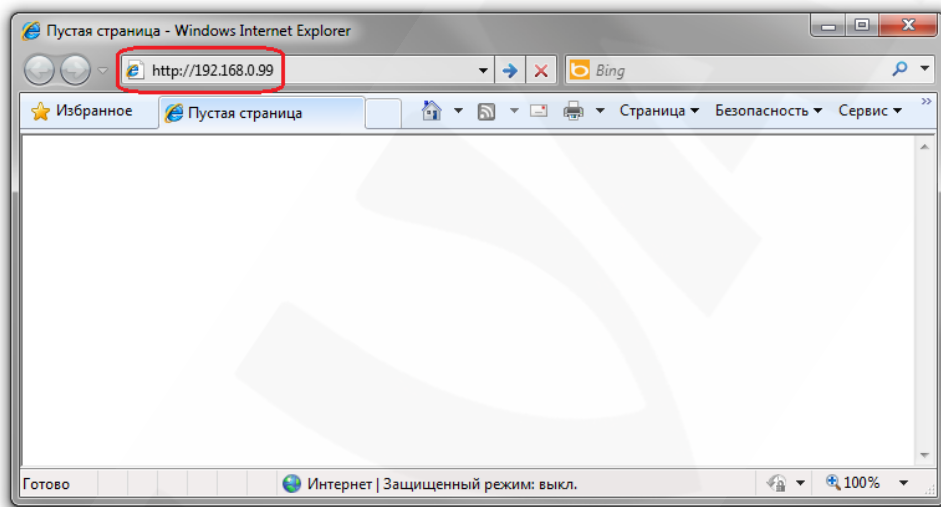 Пустая страница - Windows Internet Explorer
http://192.168.0.99
Bing
Избранное
Пустая страница
Страница
Безопасность
Сервис
Готово
Интернет | Защищенный режим: выкл.
100%